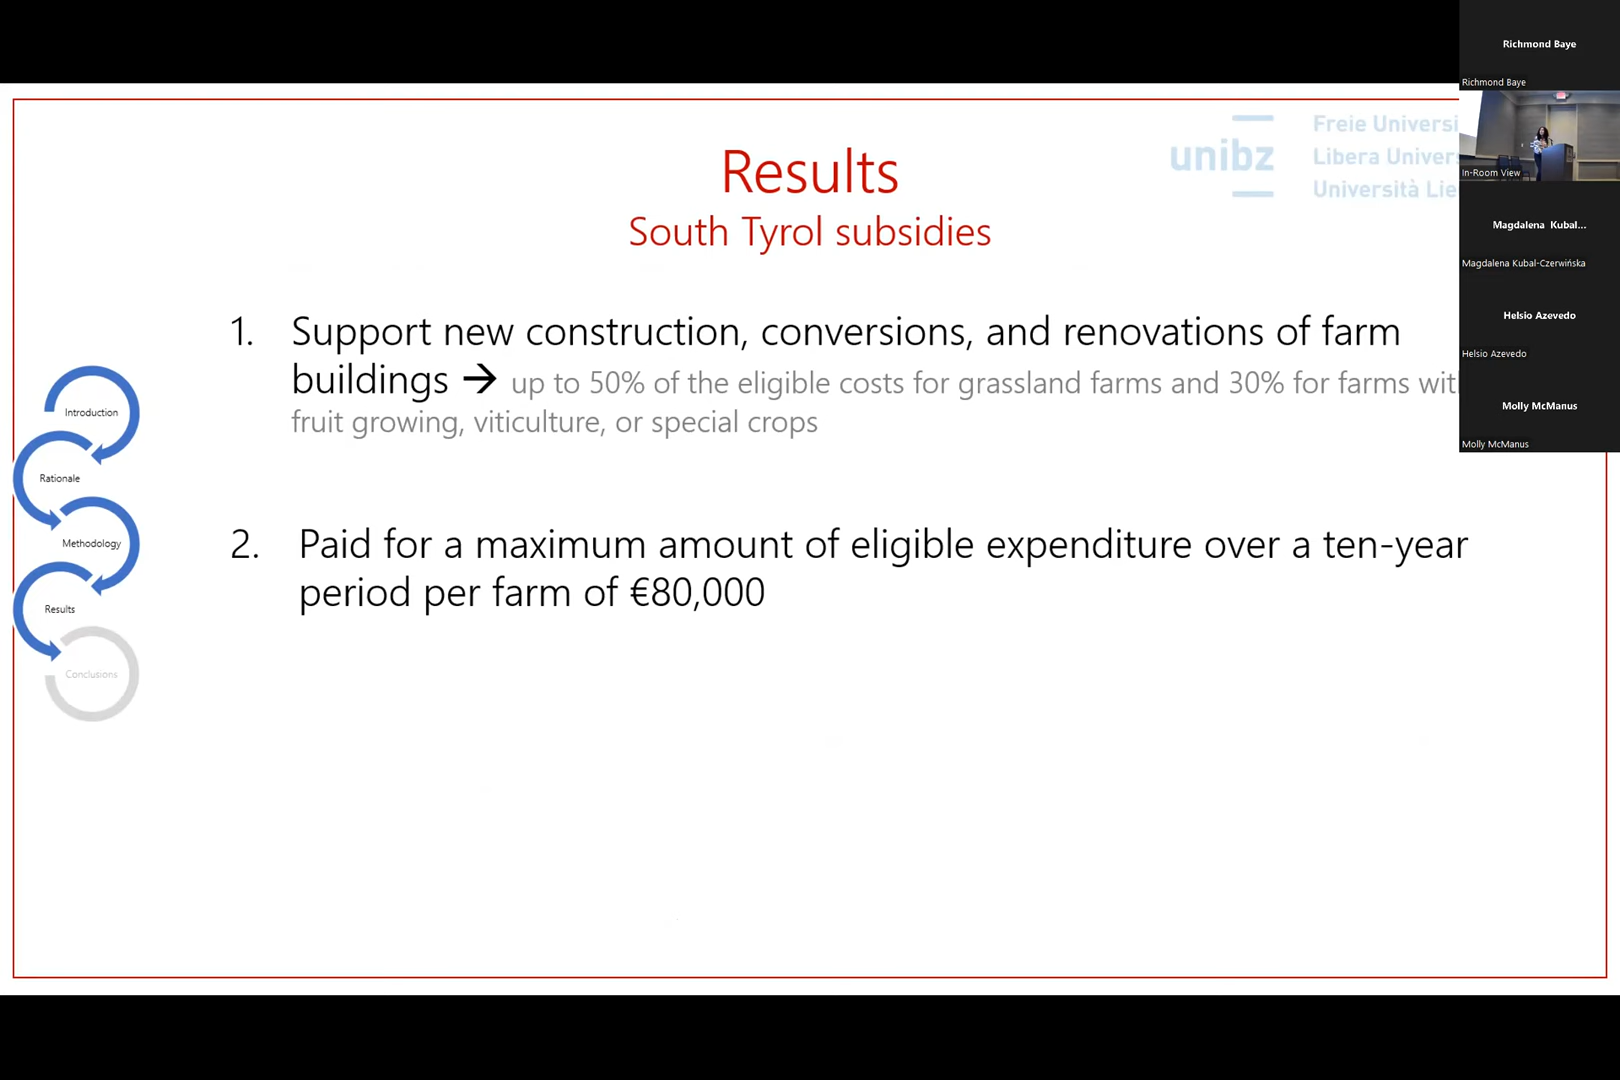 Richmond Baye
Richmond Baye
In-Room View
Magdalena Kubal...
Magdalena Kubal-Czerwińska
Helsio Azevedo
Helsio Azevedo
Molly McManus
Molly McManus
unibz
Freie Universi
Libera Univer
Università Lie
Results
South Tyrol subsidies
1. Support new construction, conversions, and renovations of farm
buildings → up to 50% of the eligible costs for grassland farms and 30% for farms wit
fruit growing, viticulture, or special crops
2. Paid for a maximum amount of eligible expenditure over a ten-year
period per farm of €80,000
Introduction
Rationale
Methodology
Results
Conclusions